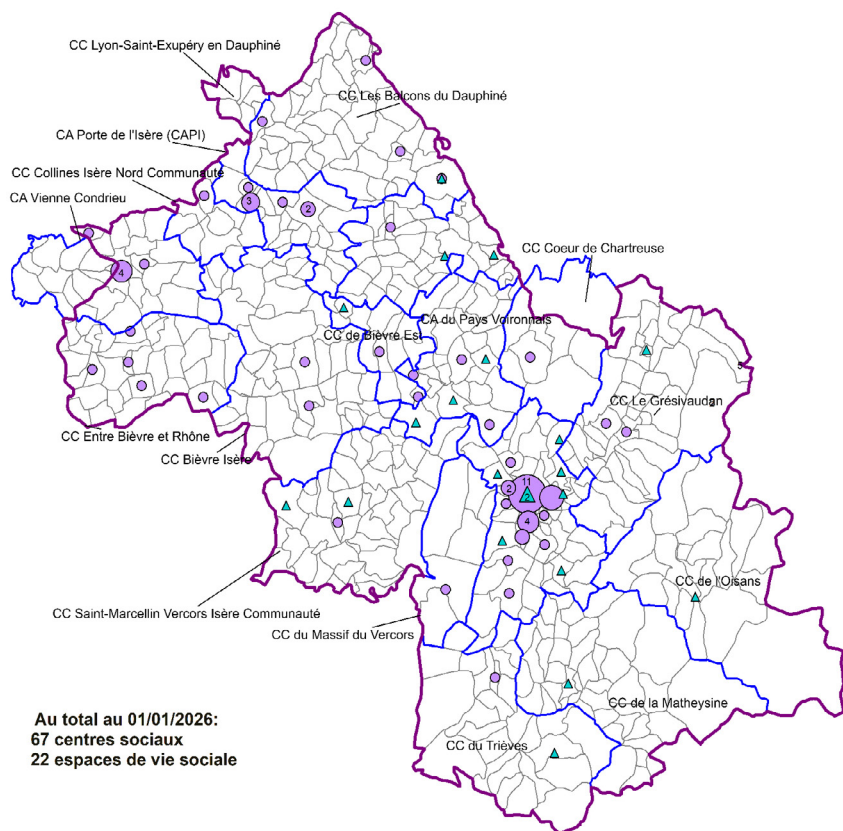 CC Lyon-Saint-Exupéry en Dauphiné
CC Les Balcons du Dauphiné
CA Porte de l'Isère (CAPI)
CC Collines Isère Nord Communauté
CA Vienne Condrieu
3
2
4
CC Coeur de Chartreuse
CA du Pays Voironnais
CC de Bièvre Est
CC Le Grésivaudan
CC Entre Bièvre et Rhône
CC Bièvre Isère
11
2
2
4
CC de l'Oisans
CC Saint-Marcellin Vercors Isère Communauté
CC du Massif du Vercors
CC de la Matheysine
CC du Trièves
Au total au 01/01/2026:
67 centres sociaux
22 espaces de vie sociale